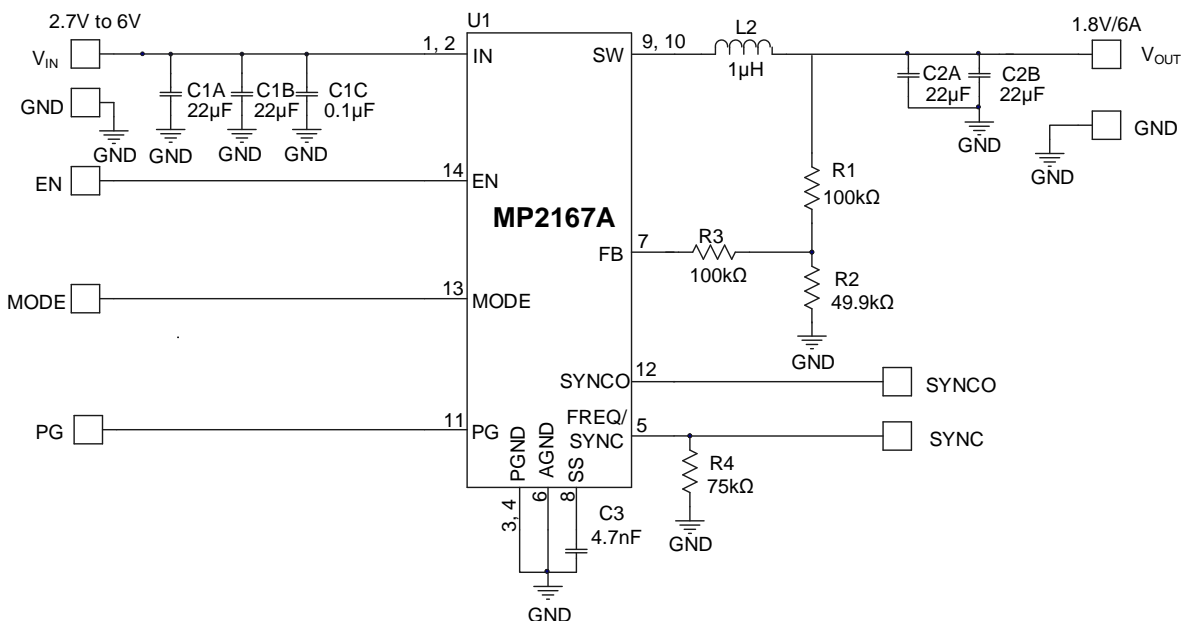 2.7V to 6V
U1
L2
1.8V/6A
VIN
1, 2
IN
SW
9, 10
1µH
VOUT
C1A
22µF
C1B
22µF
C1C
0.1µF
C2A
22µF
C2B
22µF
GND
GND
GND
GND
GND
GND
GND
GND
EN
14
EN
R1
100kΩ
MP2167A
FB
7
R3
100kΩ
R2
49.9kΩ
MODE
13
MODE
GND
SYNCO
12
SYNCO
PG
11
PG
FREQ/
SYNC
5
SYNC
R4
75kΩ
PGND
AGND
SS
3, 4
6
8
C3
4.7nF
GND
GND